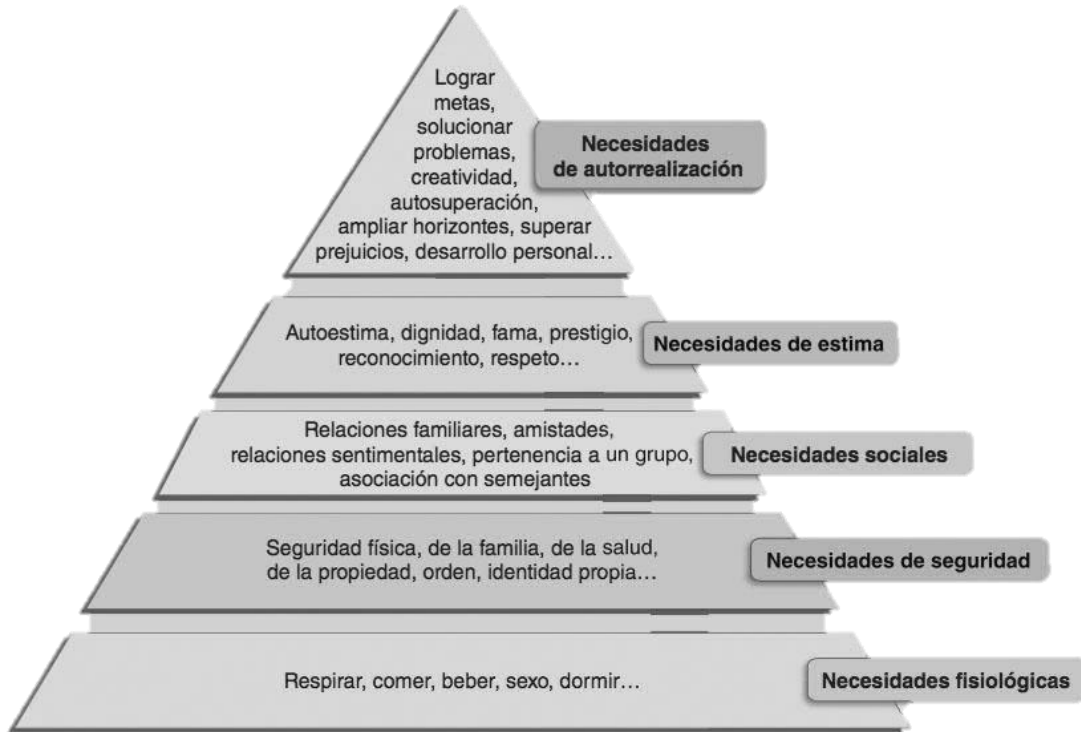 Lograr
metas,
solucionar
problemas,
creatividad,
autosuperación,
ampliar horizontes, superar
prejuicios, desarrollo personal…
Necesidades
de autorrealización
Autoestima, dignidad, fama, prestigio,
reconocimiento, respeto…
Necesidades de estima
Relaciones familiares, amistades,
relaciones sentimentales, pertenencia a un grupo,
asociación con semejantes
Necesidades sociales
Seguridad física, de la familia, de la salud,
de la propiedad, orden, identidad propia…
Necesidades de seguridad
Respirar, comer, beber, sexo, dormir…
Necesidades fisiológicas